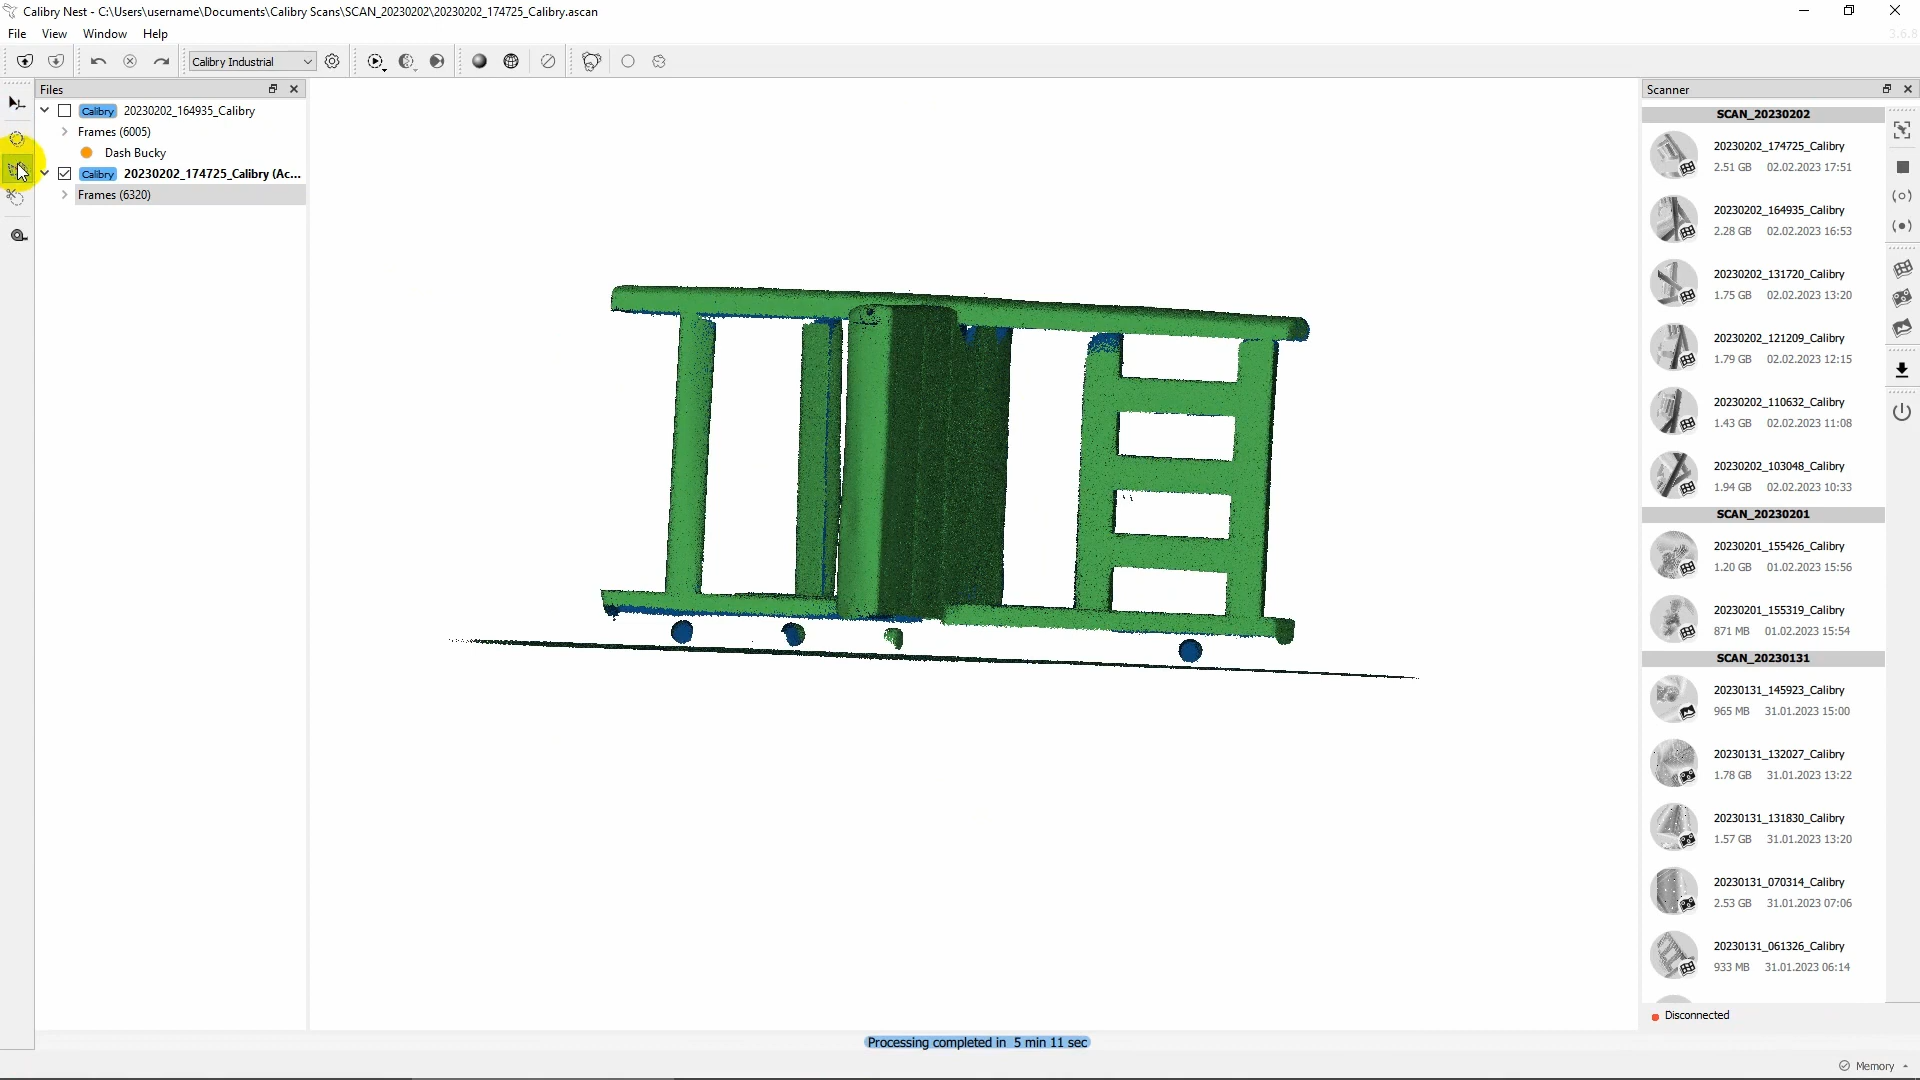 Calibry Nest - C:\Users\username\Documents\Calibry Scans\SCAN_20230202\20230202_174725_Calibry.ascan
File View Window Help
3.6.8
Calibry Industrial
Files
Calibry 20230202_164935_Calibry
Frames (6005)
Dash Bucky
Calibry 20230202_174725_Calibry (Ac...
Frames (6320)
Processing completed in 5 min 11 sec
Scanner
SCAN_20230202
20230202_174725_Calibry
2.51 GB 02.02.2023 17:51
20230202_164935_Calibry
2.28 GB 02.02.2023 16:53
20230202_131720_Calibry
1.75 GB 02.02.2023 13:20
20230202_121209_Calibry
1.79 GB 02.02.2023 12:15
20230202_110632_Calibry
1.43 GB 02.02.2023 11:08
20230202_103048_Calibry
1.94 GB 02.02.2023 10:33
SCAN_20230201
20230201_155426_Calibry
1.20 GB 01.02.2023 15:56
20230201_155319_Calibry
871 MB 01.02.2023 15:54
SCAN_20230131
20230131_145923_Calibry
965 MB 31.01.2023 15:00
20230131_132027_Calibry
1.78 GB 31.01.2023 13:22
20230131_131830_Calibry
1.57 GB 31.01.2023 13:20
20230131_070314_Calibry
2.53 GB 31.01.2023 07:06
20230131_061326_Calibry
933 MB 31.01.2023 06:14
Disconnected
Memory